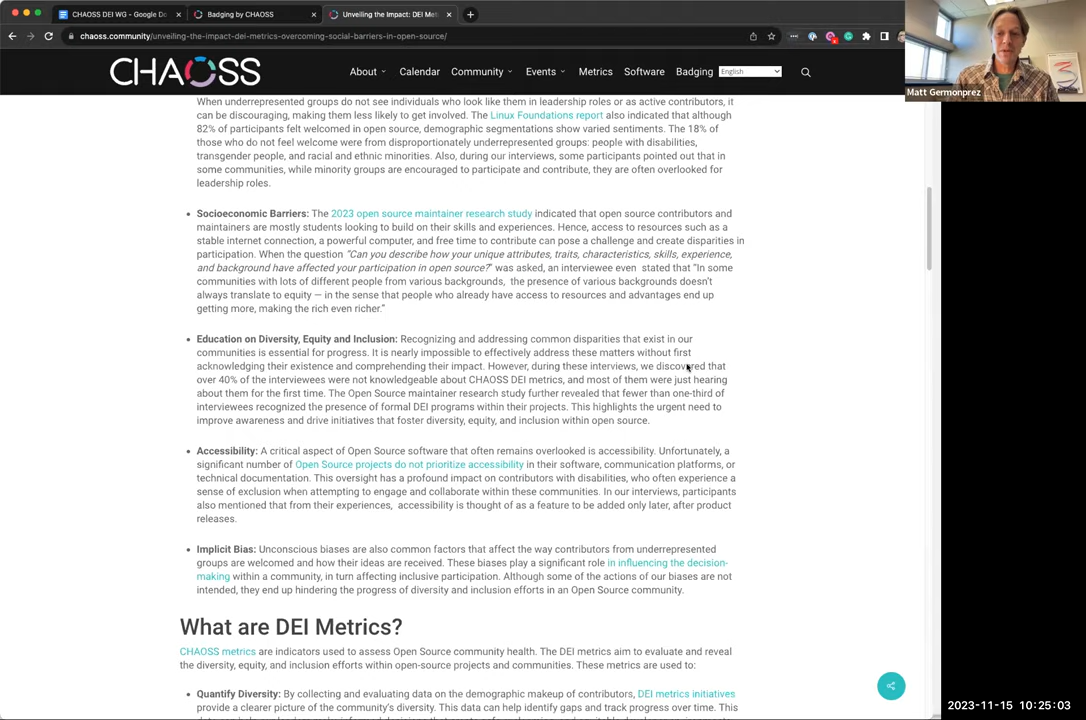 CHAOSS DEI WG - Google Do
Badging by CHAOSS
Unveiling the Impact: DEI Met
chaoss.community/unveiling-the-impact-dei-metrics-overcoming-social-barriers-in-open-source/
Matt Germonprez
CHAOSS
About
Calendar
Community
Events
Metrics
Software
Badging
English
When underrepresented groups do not see individuals who look like them in leadership roles or as active contributors, it
can be discouraging, making them less likely to get involved. The Linux Foundations report also indicated that although
82% of participants felt welcomed in open source, demographic segmentations show varied sentiments. The 18% of
those who do not feel welcome were from disproportionately underrepresented groups: people with disabilities,
transgender people, and racial and ethnic minorities. Also, during our interviews, some participants pointed out that in
some communities, while minority groups are encouraged to participate and contribute, they are often overlooked for
leadership roles.
• Socioeconomic Barriers: The 2023 open source maintainer research study indicated that open source contributors and
maintainers are mostly students looking to build on their skills and experiences. Hence, access to resources such as a
stable internet connection, a powerful computer, and free time to contribute can pose a challenge and create disparities in
participation. When the question "Can you describe how your unique attributes, traits, characteristics, skills, experience,
and background have affected your participation in open source?" was asked, an interviewee even stated that "In some
communities with lots of different people from various backgrounds, the presence of various backgrounds doesn't
always translate to equity — in the sense that people who already have access to resources and advantages end up
getting more, making the rich even richer."
• Education on Diversity, Equity and Inclusion: Recognizing and addressing common disparities that exist in our
communities is essential for progress. It is nearly impossible to effectively address these matters without first
acknowledging their existence and comprehending their impact. However, during these interviews, we discovered that
over 40% of the interviewees were not knowledgeable about CHAOSS DEI metrics, and most of them were just hearing
about them for the first time. The Open Source maintainer research study further revealed that fewer than one-third of
interviewees recognized the presence of formal DEI programs within their projects. This highlights the urgent need to
improve awareness and drive initiatives that foster diversity, equity, and inclusion within open source.
• Accessibility: A critical aspect of Open Source software that often remains overlooked is accessibility. Unfortunately, a
significant number of Open Source projects do not prioritize accessibility in their software, communication platforms, or
technical documentation. This oversight has a profound impact on contributors with disabilities, who often experience a
sense of exclusion when attempting to engage and collaborate within these communities. In our interviews, participants
also mentioned that from their experiences, accessibility is thought of as a feature to be added only later, after product
releases.
• Implicit Bias: Unconscious biases are also common factors that affect the way contributors from underrepresented
groups are welcomed and how their ideas are received. These biases play a significant role in influencing the decision-
making within a community, in turn affecting inclusive participation. Although some of the actions of our biases are not
intended, they end up hindering the progress of diversity and inclusion efforts in an Open Source community.
What are DEI Metrics?
CHAOSS metrics are indicators used to assess Open Source community health. The DEI metrics aim to evaluate and reveal
the diversity, equity, and inclusion efforts within open-source projects and communities. These metrics are used to:
• Quantify Diversity: By collecting and evaluating data on the demographic makeup of contributors, DEI metrics initiatives
provide a clearer picture of the community's diversity. This data can help identify gaps and track progress over time. This
2023-11-15 10:25:03